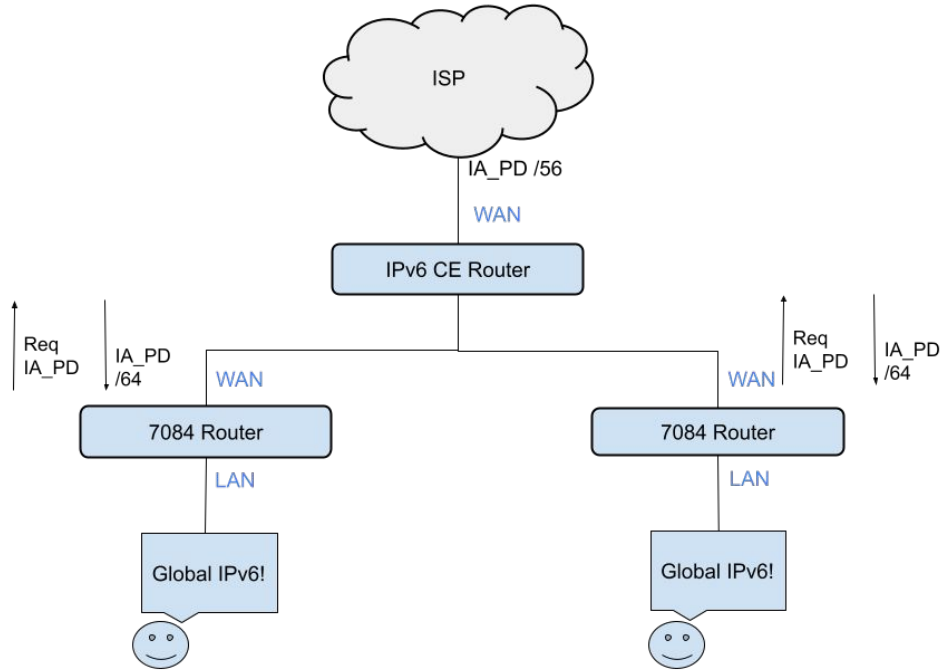 ISP
IA_PD /56
WAN
IPv6 CE Router
Req
IA_PD
IA_PD
/64
WAN
WAN
Req
IA_PD
IA_PD
/64
7084 Router
7084 Router
LAN
LAN
Global IPv6!
Global IPv6!